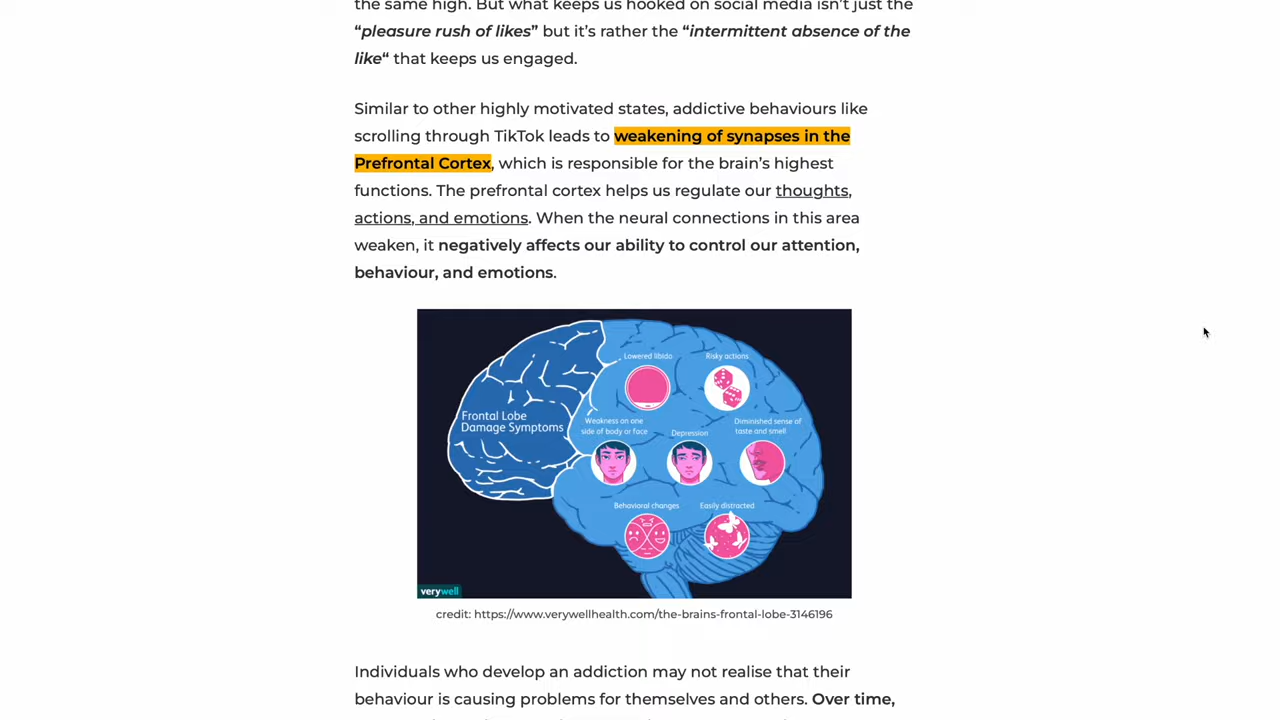 the same high. But what keeps us hooked on social media isn't just the
“pleasure rush of likes” but it's rather the “intermittent absence of the
like“ that keeps us engaged.
Similar to other highly motivated states, addictive behaviours like
scrolling through TikTok leads to weakening of synapses in the
Prefrontal Cortex, which is responsible for the brain's highest
functions. The prefrontal cortex helps us regulate our thoughts,
actions, and emotions. When the neural connections in this area
weaken, it negatively affects our ability to control our attention,
behaviour, and emotions.
Frontal Lobe
Damage Symptoms
Lowered libido
Risky actions
Weakness on one
side of body or face
Depression
Diminished sense of
taste and smell
Behavioral changes
Easily distracted
verywell
credit: https://www.verywellhealth.com/the-brains-frontal-lobe-3146196
Individuals who develop an addiction may not realise that their
behaviour is causing problems for themselves and others. Over time,